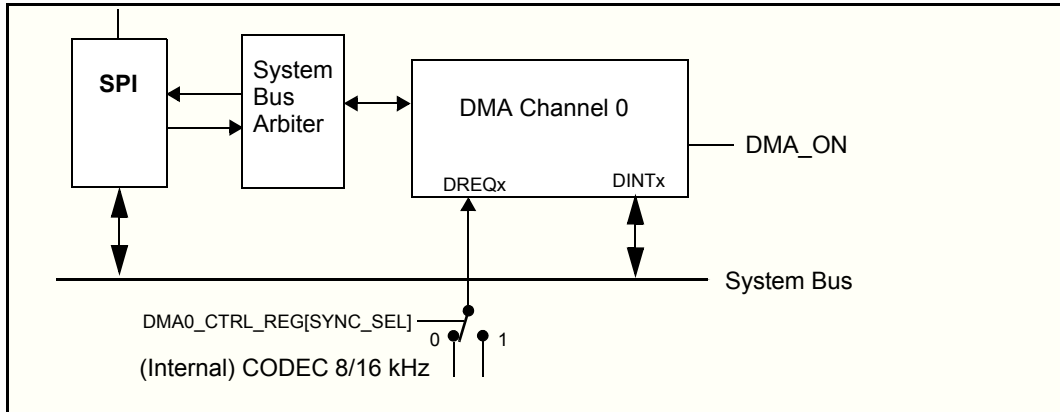 SPI
System
Bus
Arbiter
DMA Channel 0
DREQx
DINTx
DMA_ON
System Bus
DMA0_CTRL_REG[SYNC_SEL]
0
1
(Internal) CODEC 8/16 kHz